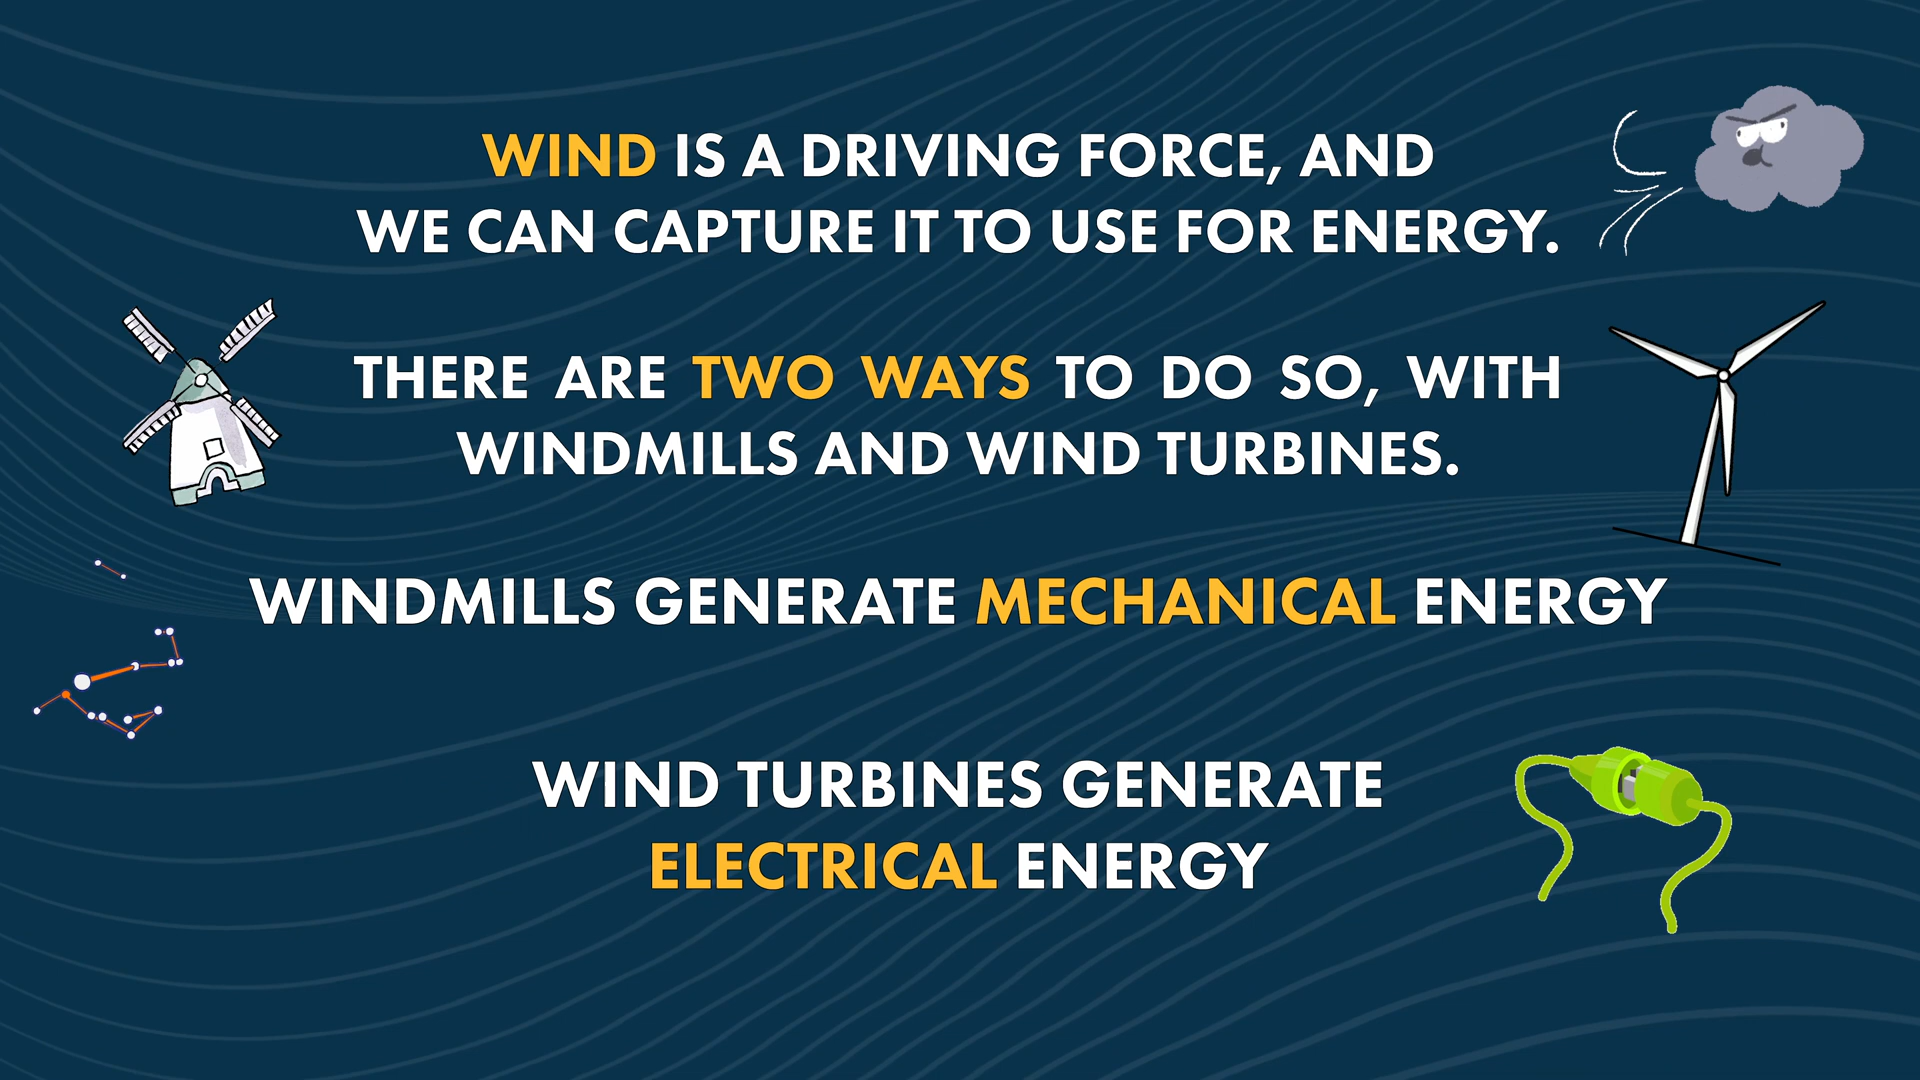 WIND IS A DRIVING FORCE, AND
WE CAN CAPTURE IT TO USE FOR ENERGY.
THERE ARE TWO WAYS TO DO SO, WITH
WINDMILLS AND WIND TURBINES.
WINDMILLS GENERATE MECHANICAL ENERGY
WIND TURBINES GENERATE
ELECTRICAL ENERGY